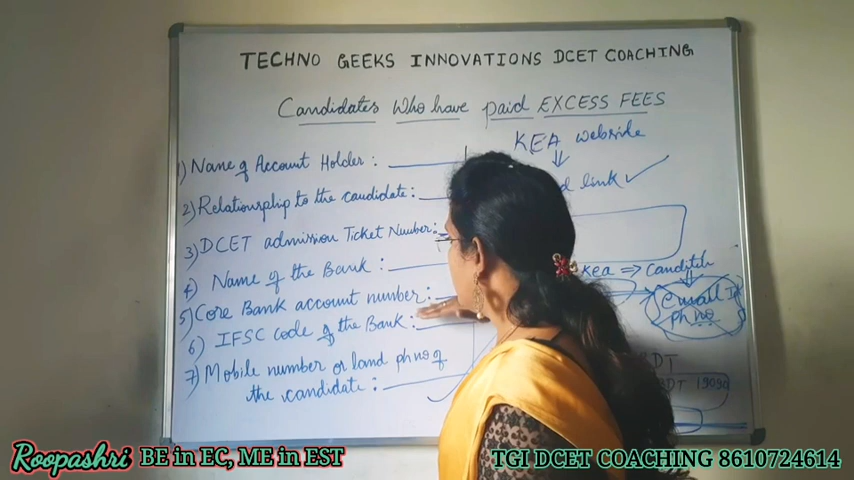 TECHNO GEEKS INNOVATIONS DCET COACHING
Candidates Who have paid EXCESS FEES
KEA webside
link
1) Name of Account Holder :
2) Relationship to the candidate :
3) DCET admission Ticket Number :
4) Name of the Bank :
5) Core Bank account number :
6) IFSC code of the Bank :
7) Mobile number or land ph no of
the candidate :
kea ⇒ Canditate
Email Id
ph no
Roopashri BE in EC, ME in EST
TGI DCET COACHING 8610724614